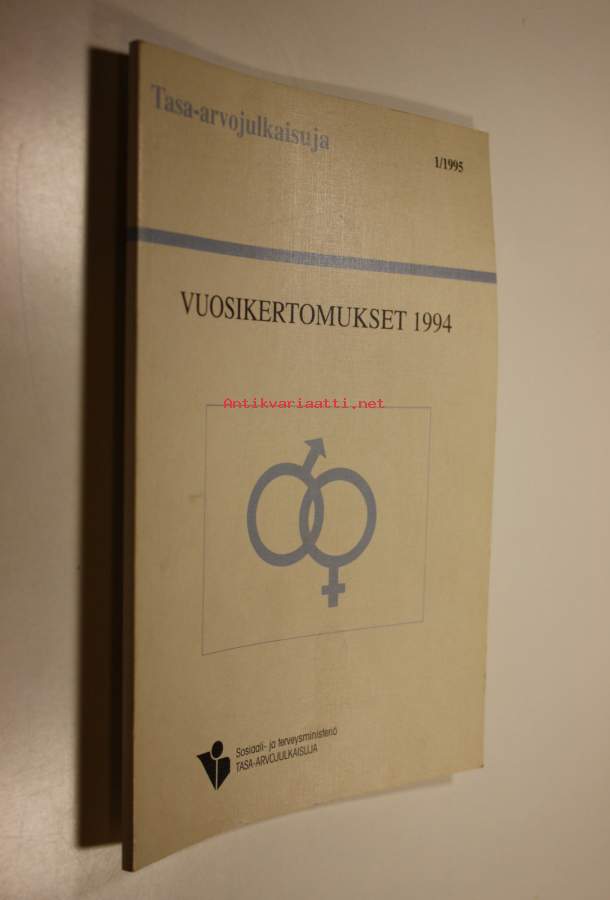 Tasa-arvojulkaisuja
1/1995
VUOSIKERTOMUKSET 1994
Antikvariaatti.net
Sosiaali- ja terveysministeriö
TASA-ARVOJULKAISUJA